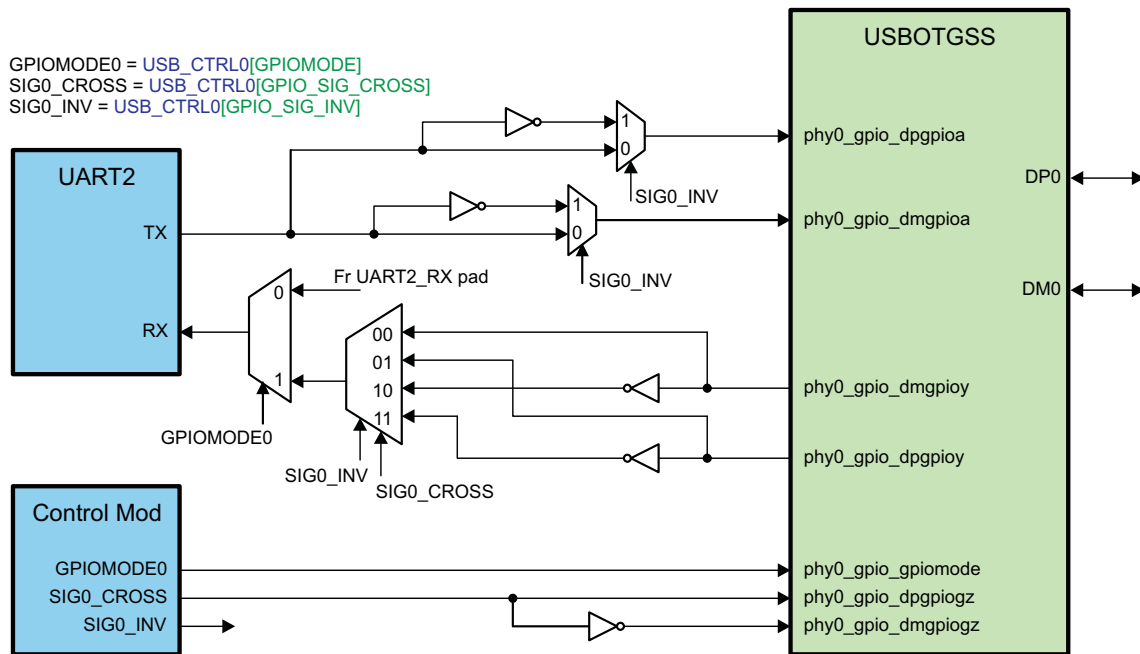 USBOTGSS
GPIOMODE0 = USB_CTRL0[GPIOMODE]
SIG0_CROSS = USB_CTRL0[GPIO_SIG_CROSS]
SIG0_INV = USB_CTRL0[GPIO_SIG_INV]
1
0
phy0_gpio_dpgpioa
SIG0_INV
UART2
DP0
TX
1
0
phy0_gpio_dmgpioa
SIG0_INV
Fr UART2_RX pad
0
DM0
RX
00
01
1
10
11
phy0_gpio_dmgpioy
GPIOMODE0
phy0_gpio_dpgpioy
SIG0_INV
SIG0_CROSS
Control Mod
GPIOMODE0
phy0_gpio_gpiomode
SIG0_CROSS
phy0_gpio_dpgpiogz
SIG0_INV
phy0_gpio_dmgpiogz